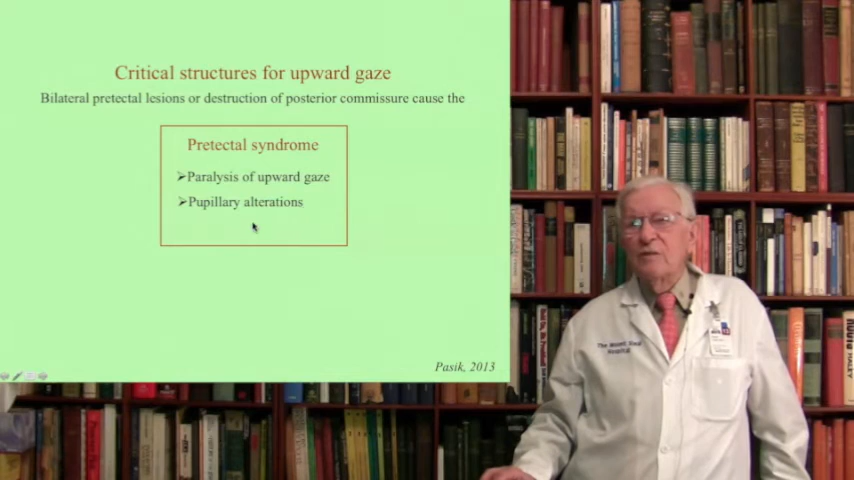 Critical structures for upward gaze
Bilateral pretectal lesions or destruction of posterior commissure cause the
Pretectal syndrome
➢Paralysis of upward gaze
➢Pupillary alterations
Pasik, 2013
The Mount Sinai
Hospital